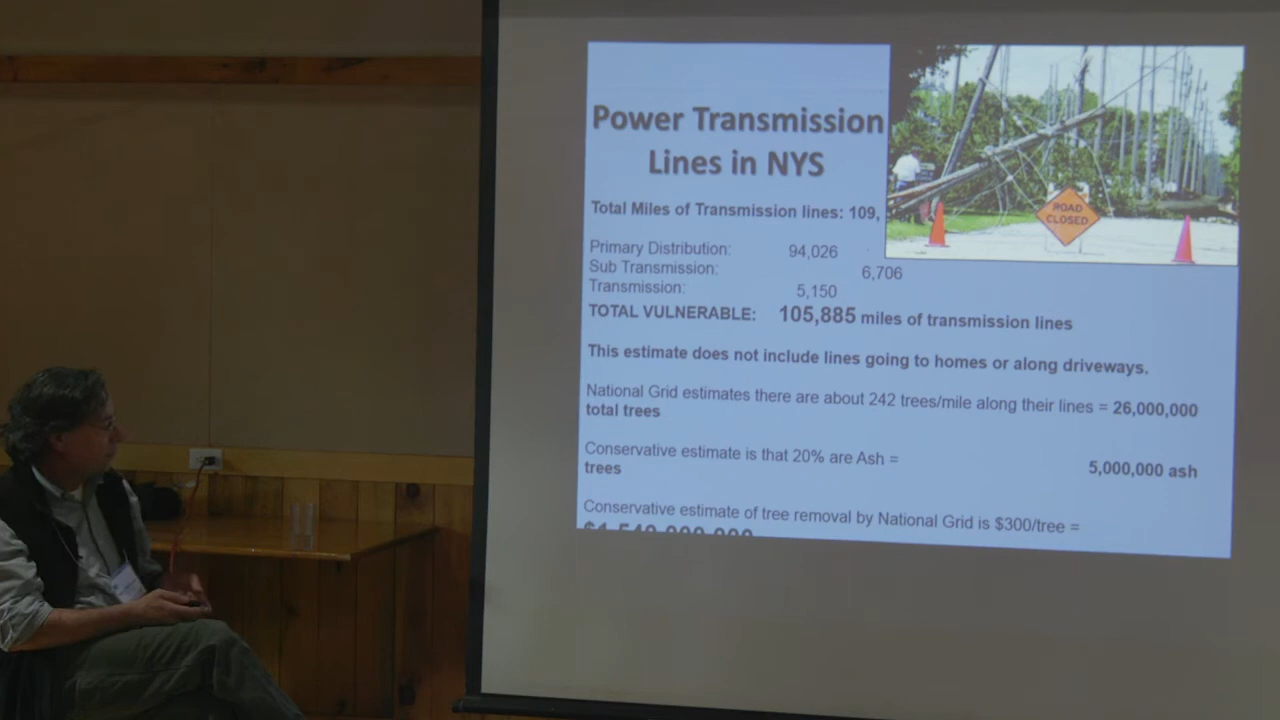 Power Transmission
Lines in NYS
Total Miles of Transmission lines: 109,
Primary Distribution: 94,026
Sub Transmission: 6,706
Transmission: 5,150
TOTAL VULNERABLE: 105,885 miles of transmission lines
This estimate does not include lines going to homes or along driveways.
National Grid estimates there are about 242 trees/mile along their lines = 26,000,000
total trees
Conservative estimate is that 20% are Ash = 5,000,000 ash
trees
Conservative estimate of tree removal by National Grid is $300/tree =
ROAD
CLOSED